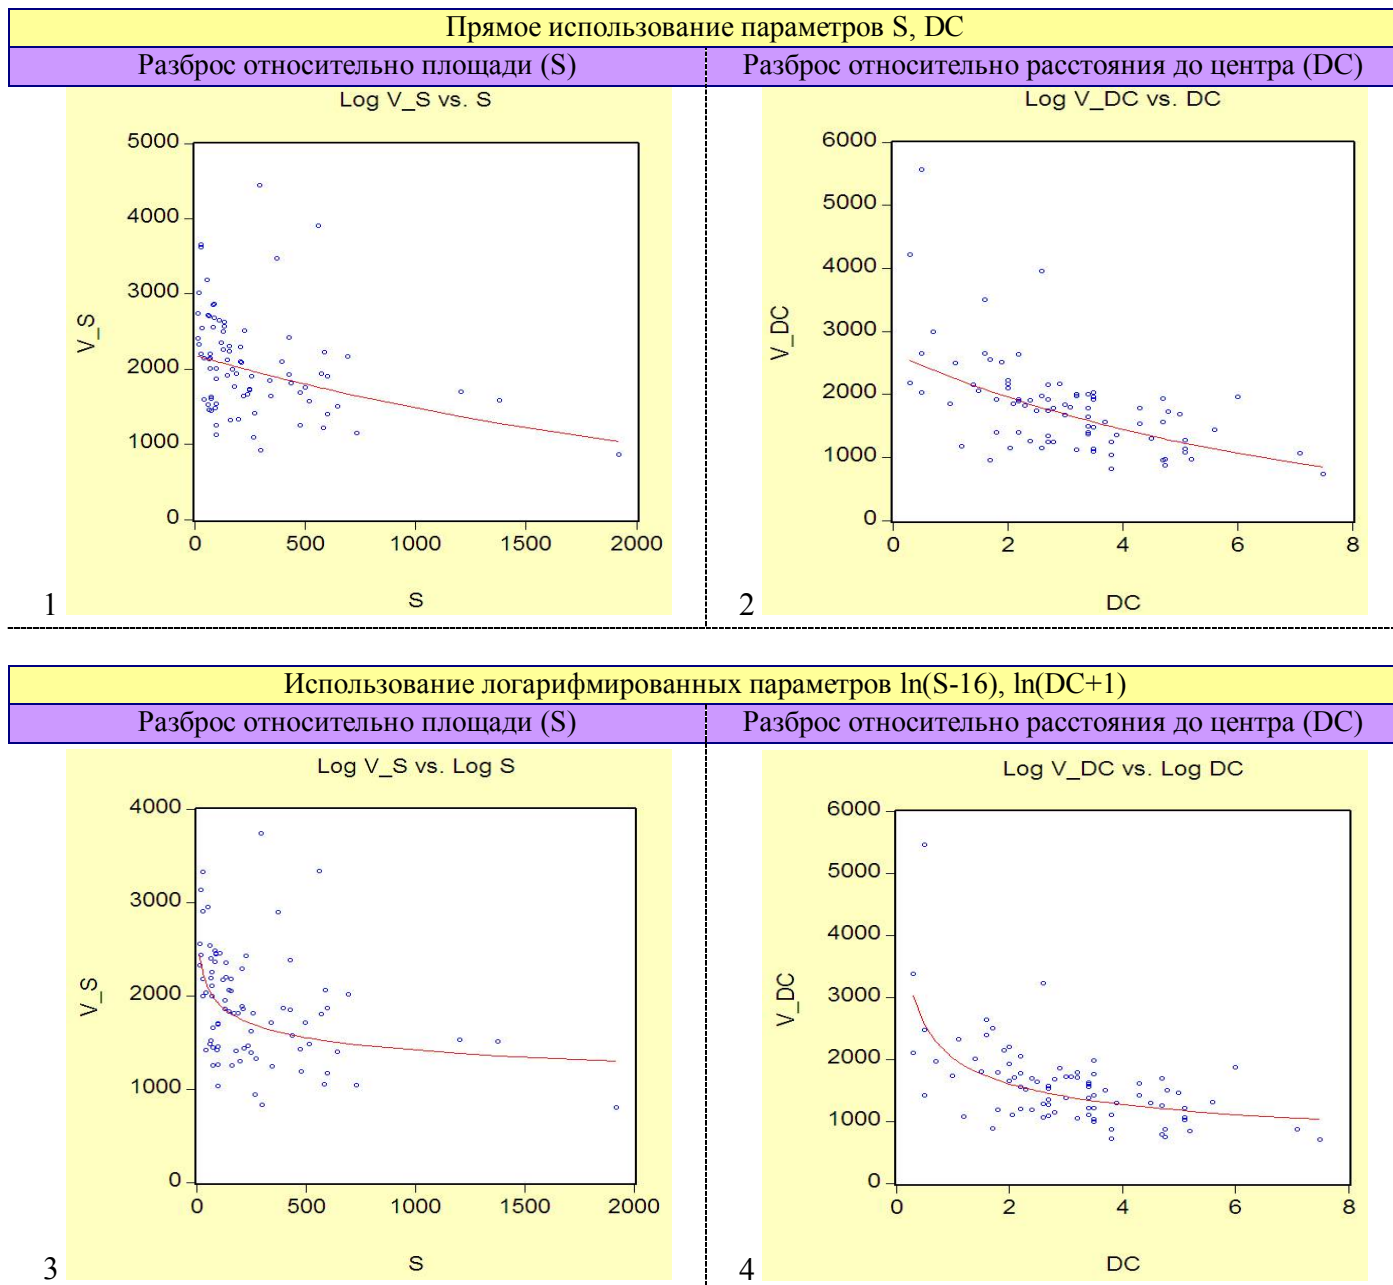 Прямое использование параметров S, DC
Разброс относительно площади (S)
Разброс относительно расстояния до центра (DC)
Log V_S vs. S
5000
4000
3000
2000
1000
0
V_S
0 500 1000 1500 2000
S
1
Log V_DC vs. DC
6000
5000
4000
3000
2000
1000
0
V_DC
0 2 4 6 8
DC
2
Использование логарифмированных параметров ln(S-16), ln(DC+1)
Разброс относительно площади (S)
Разброс относительно расстояния до центра (DC)
Log V_S vs. Log S
4000
3000
2000
1000
0
V_S
0 500 1000 1500 2000
S
3
Log V_DC vs. Log DC
6000
5000
4000
3000
2000
1000
0
V_DC
0 2 4 6 8
DC
4